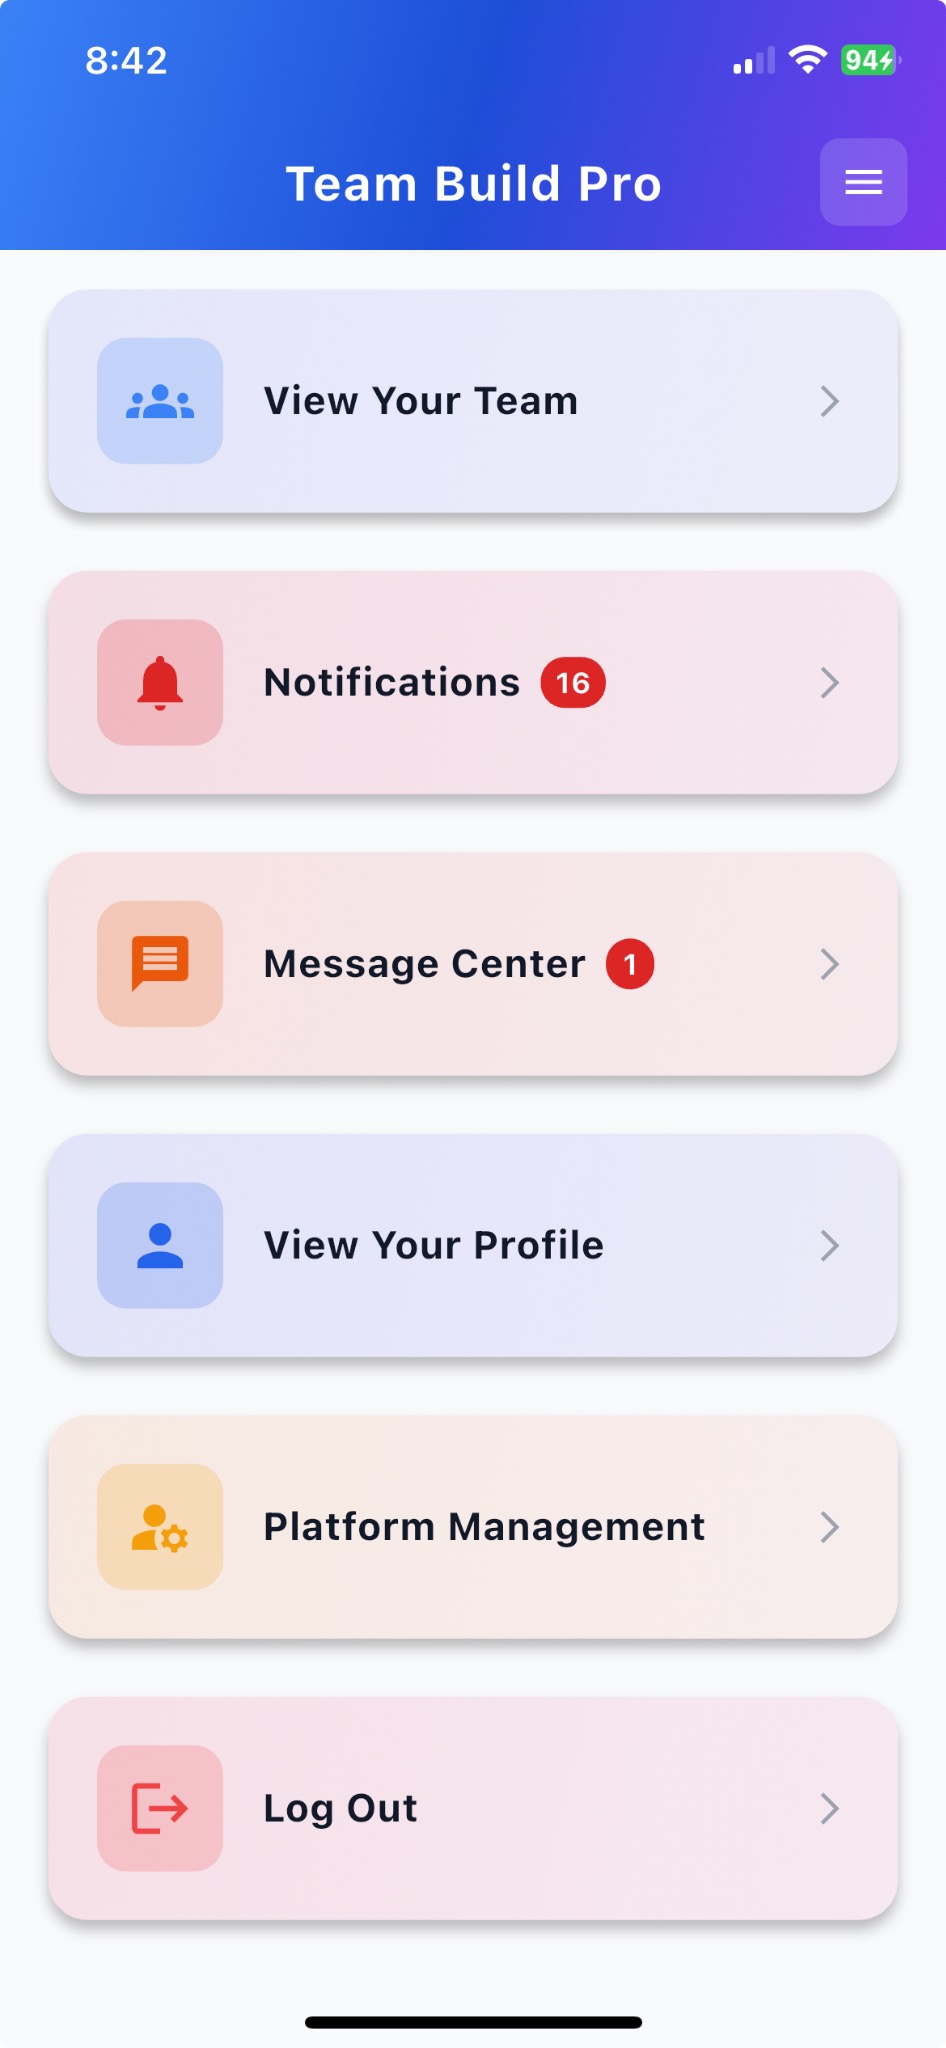 8:42
94
Team Build Pro
View Your Team
Notifications 16
Message Center 1
View Your Profile
Platform Management
Log Out